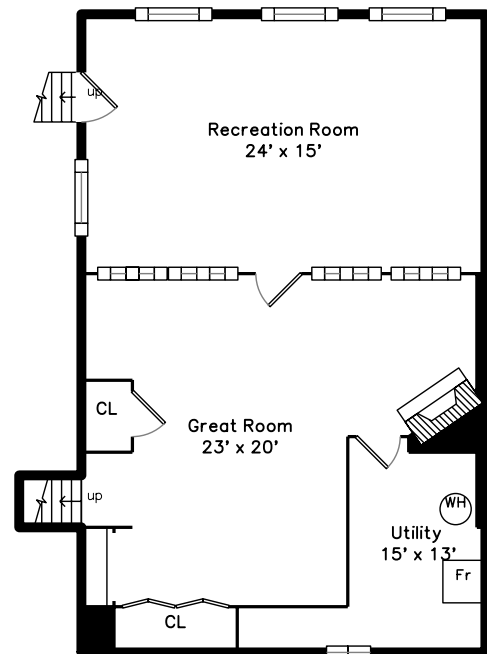 up
Recreation Room
24' x 15'
CL
Great Room
23' x 20'
up
WH
Utility
15' x 13'
Fr
CL